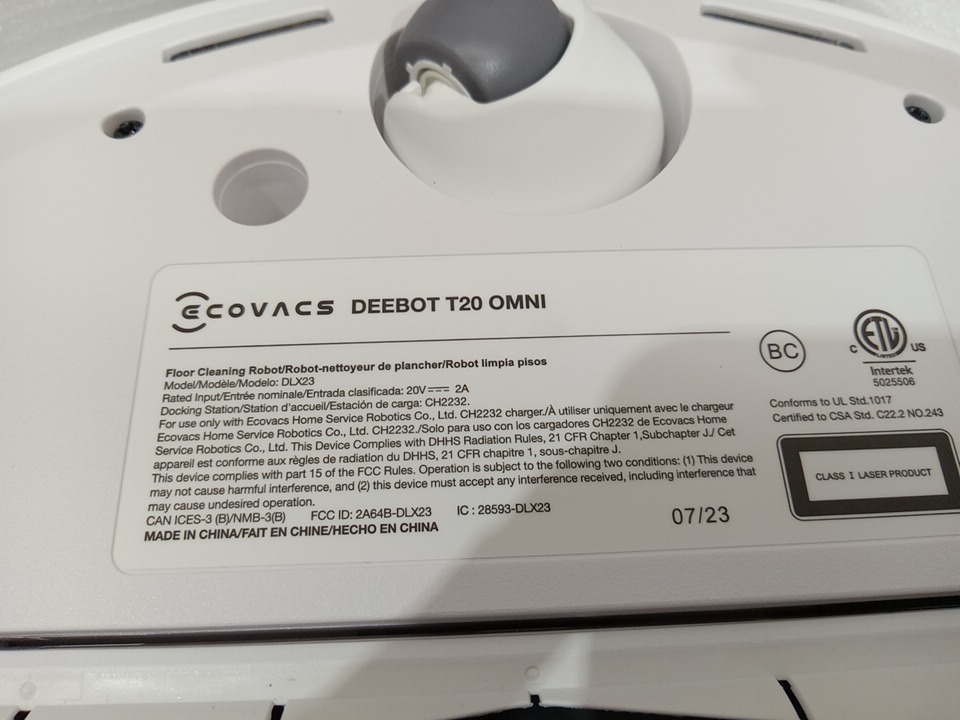 ECOVACS DEEBOT T20 OMNI
Floor Cleaning Robot/Robot-nettoyeur de plancher/Robot limpia pisos
Model/Modèle/Modelo: DLX23
Rated Input/Entrée nominale/Entrada clasificada: 20V⎓ 2A
Docking Station/Station d'accueil/Estación de carga: CH2232.
For use only with Ecovacs Home Service Robotics Co., Ltd. CH2232 charger./À utiliser uniquement avec le chargeur
Ecovacs Home Service Robotics Co., Ltd. CH2232./Solo para uso con los cargadores CH2232 de Ecovacs Home
Service Robotics Co., Ltd. This Device Complies with DHHS Radiation Rules, 21 CFR Chapter 1,Subchapter J./ Cet
appareil est conforme aux règles de radiation du DHHS, 21 CFR chapitre 1, sous-chapitre J.
This device complies with part 15 of the FCC Rules. Operation is subject to the following two conditions: (1) This device
may not cause harmful interference, and (2) this device must accept any interference received, including interference that
may cause undesired operation.
CAN ICES-3 (B)/NMB-3(B) FCC ID: 2A64B-DLX23 IC : 28593-DLX23
MADE IN CHINA/FAIT EN CHINE/HECHO EN CHINA
07/23
BC
C ETL US
LISTED
Intertek
5025506
Conforms to UL Std.1017
Certified to CSA Std. C22.2 NO.243
CLASS I LASER PRODUCT